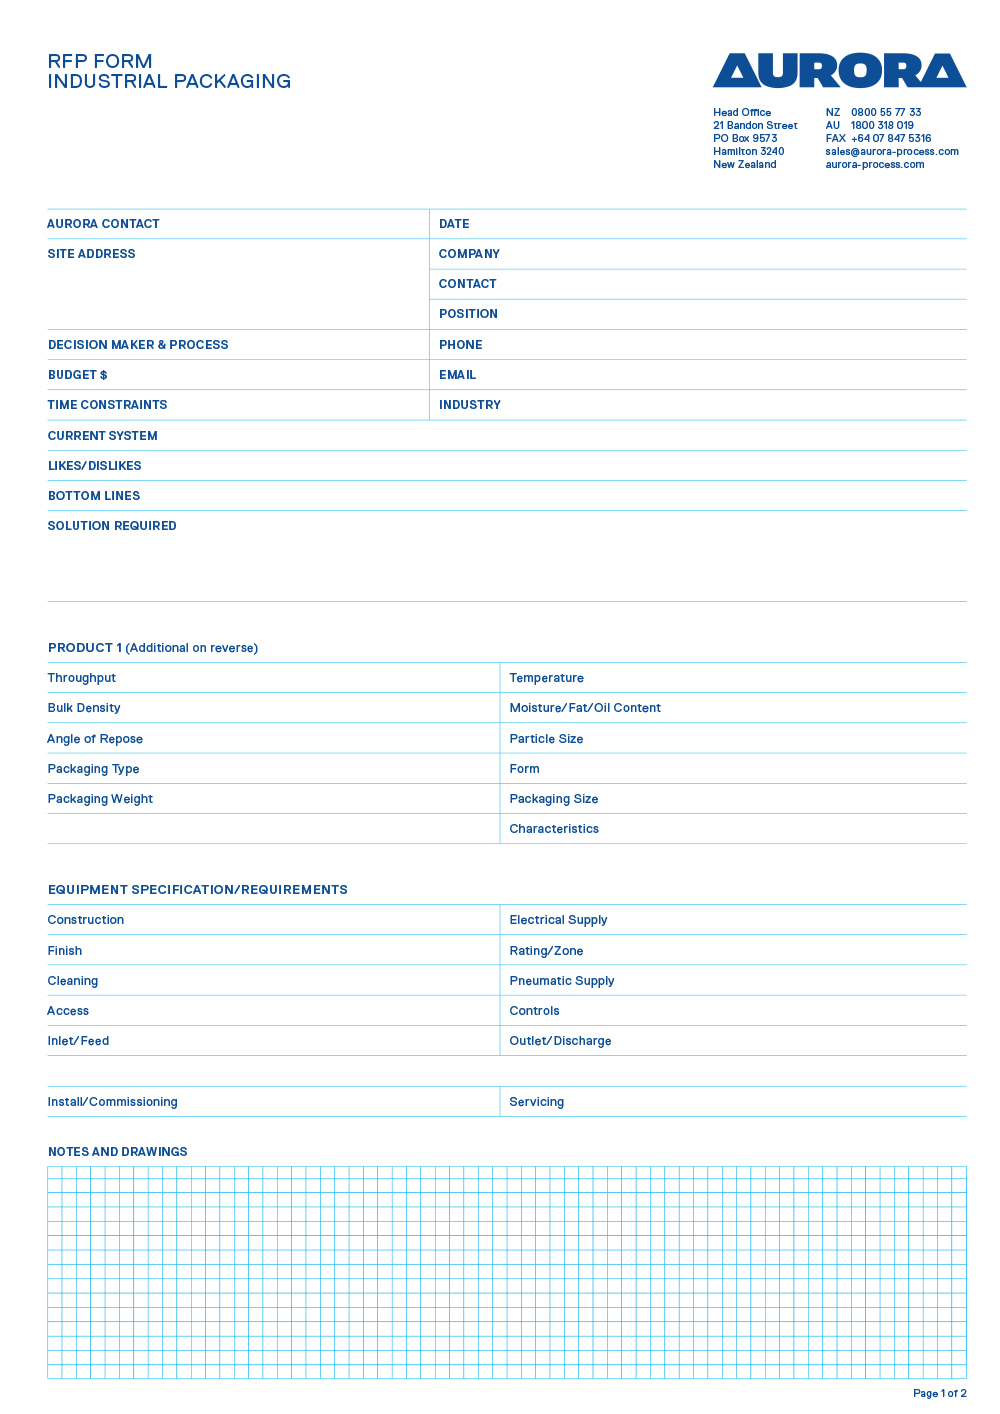 RFP FORM
INDUSTRIAL PACKAGING
AURORA
Head Office
21 Bandon Street
PO Box 9573
Hamilton 3240
New Zealand
NZ 0800 55 77 33
AU 1800 318 019
FAX +64 07 847 5316
sales@aurora-process.com
aurora-process.com
AURORA CONTACT
DATE
SITE ADDRESS
COMPANY
CONTACT
POSITION
DECISION MAKER & PROCESS
PHONE
BUDGET $
EMAIL
TIME CONSTRAINTS
INDUSTRY
CURRENT SYSTEM
LIKES/DISLIKES
BOTTOM LINES
SOLUTION REQUIRED
PRODUCT 1 (Additional on reverse)
Throughput
Temperature
Bulk Density
Moisture/Fat/Oil Content
Angle of Repose
Particle Size
Packaging Type
Form
Packaging Weight
Packaging Size
Characteristics
EQUIPMENT SPECIFICATION/REQUIREMENTS
Construction
Electrical Supply
Finish
Rating/Zone
Cleaning
Pneumatic Supply
Access
Controls
Inlet/Feed
Outlet/Discharge
Install/Commissioning
Servicing
NOTES AND DRAWINGS
Page 1 of 2